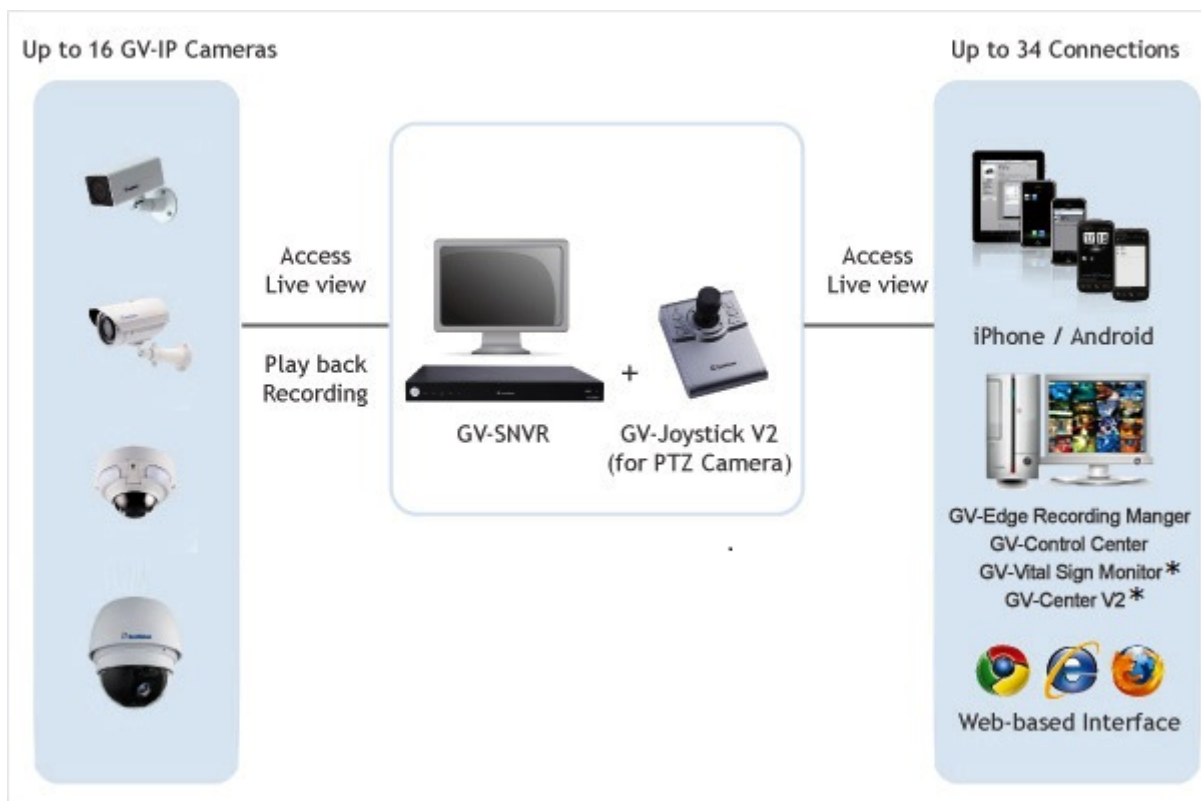 Up to 16 GV-IP Cameras
Up to 34 Connections
Access
Live view
Play back
Recording
GV-SNVR
+
GV-Joystick V2
(for PTZ Camera)
Access
Live view
iPhone / Android
GV-Edge Recording Manger
GV-Control Center
GV-Vital Sign Monitor*
GV-Center V2*
Web-based Interface